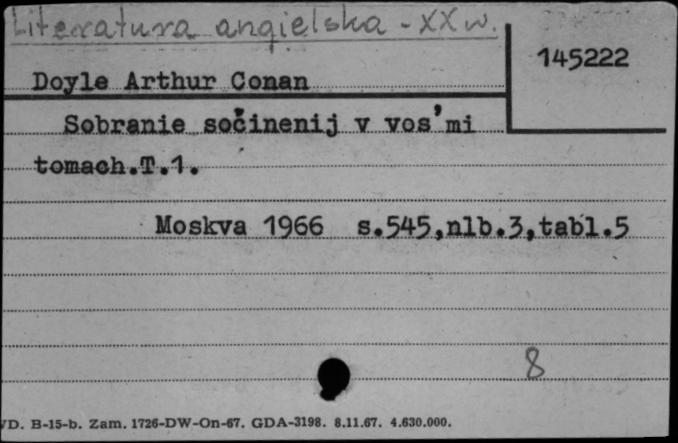 Literatura angielska - XX w.
145222
Doyle Arthur Conan
Sobranie sočinenij v vos'mi
tomach.T.1.
Moskva 1966 s.545,nlb.3,tabl.5
8
VD. B-15-b. Zam. 1726-DW-On-67. GDA-3198. 8.11.67. 4.630.000.